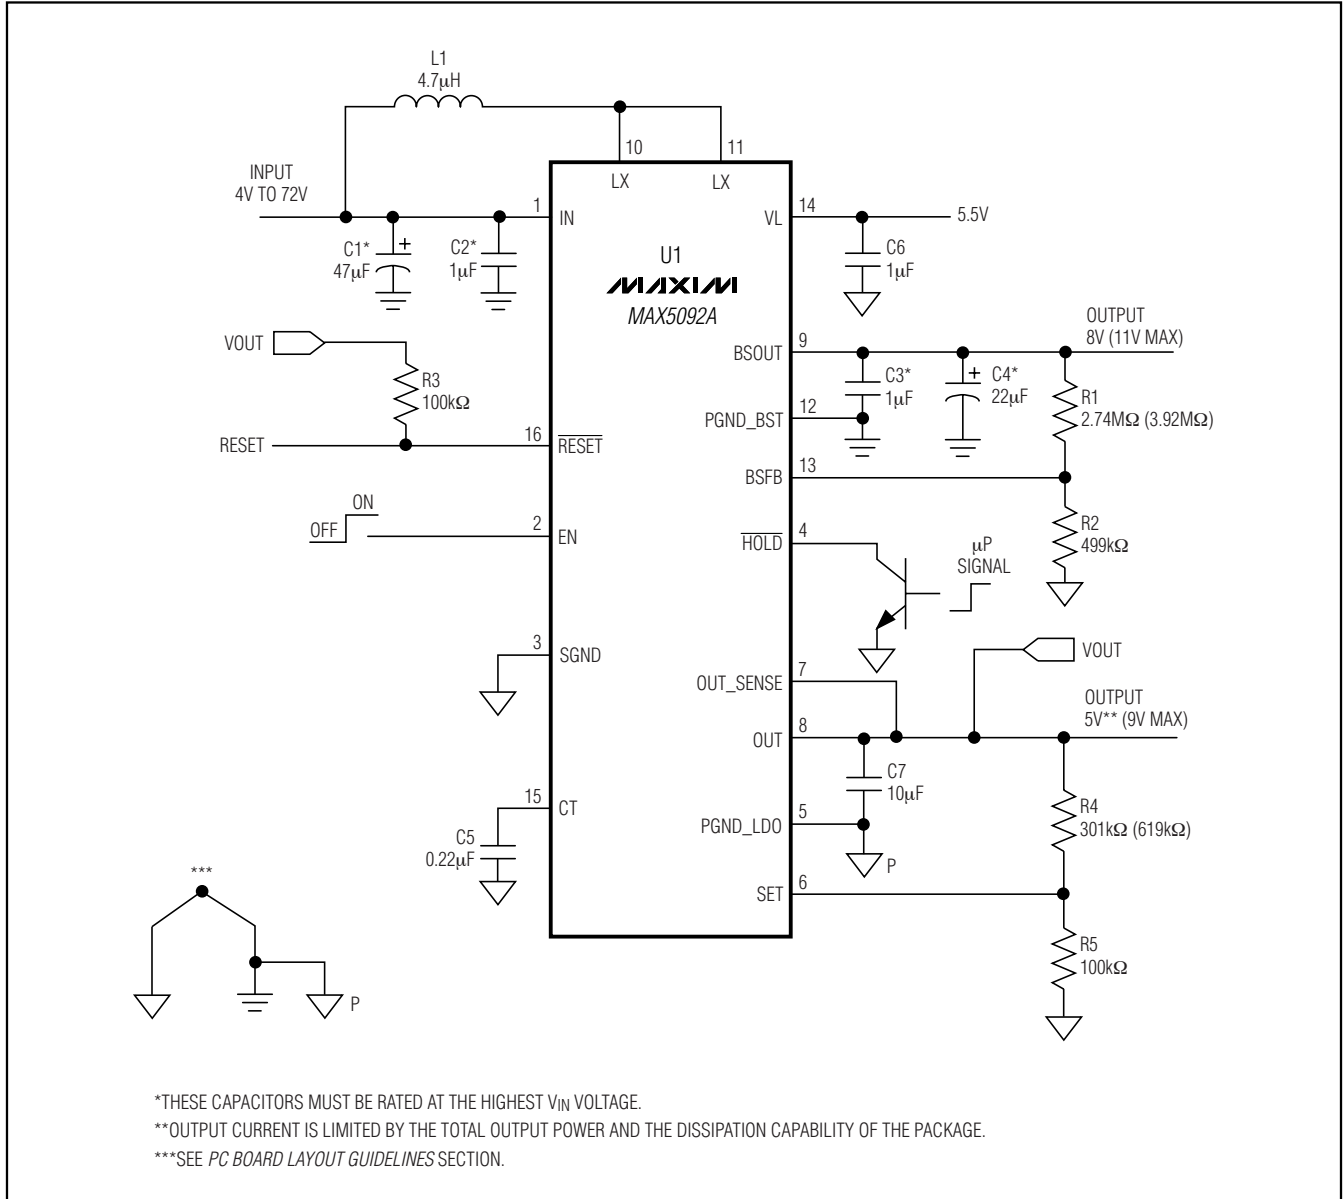 L1
4.7μH
10
11
LX
LX
INPUT
4V TO 72V
1
IN
C1*
47μF
+
C2*
1μF
U1
MAXIM
MAX5092A
VL
14
5.5V
C6
1μF
VOUT
R3
100kΩ
RESET
16
RESET
BSOUT
9
OUTPUT
8V (11V MAX)
C3*
1μF
+
C4*
22μF
R1
2.74MΩ (3.92MΩ)
PGND_BST
12
BSFB
13
R2
499kΩ
OFF
ON
2
EN
HOLD
4
μP
SIGNAL
3
SGND
VOUT
OUT_SENSE
7
OUTPUT
5V** (9V MAX)
OUT
8
C7
10μF
R4
301kΩ (619kΩ)
15
CT
C5
0.22μF
PGND_LDO
5
P
SET
6
R5
100kΩ
***
P
*THESE CAPACITORS MUST BE RATED AT THE HIGHEST VIN VOLTAGE.
**OUTPUT CURRENT IS LIMITED BY THE TOTAL OUTPUT POWER AND THE DISSIPATION CAPABILITY OF THE PACKAGE.
***SEE PC BOARD LAYOUT GUIDELINES SECTION.